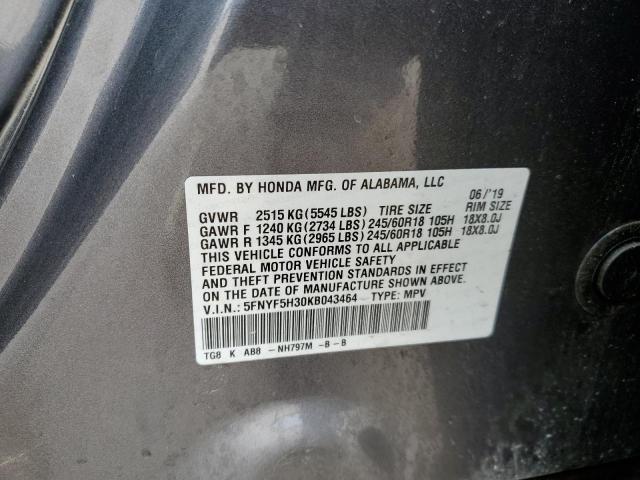 MFD. BY HONDA MFG. OF ALABAMA, LLC
06/'19
GVWR 2515 KG (5545 LBS) TIRE SIZE RIM SIZE
GAWR F 1240 KG (2734 LBS) 245/60R18 105H 18X8.0J
GAWR R 1345 KG (2965 LBS) 245/60R18 105H 18X8.0J
THIS VEHICLE CONFORMS TO ALL APPLICABLE
FEDERAL MOTOR VEHICLE SAFETY
AND THEFT PREVENTION STANDARDS IN EFFECT
ON THE DATE OF MANUFACTURE SHOWN ABOVE.
V.I.N.: 5FNYF5H30KB043464 TYPE: MPV
TG8 K AB8 -NH797M -B-B